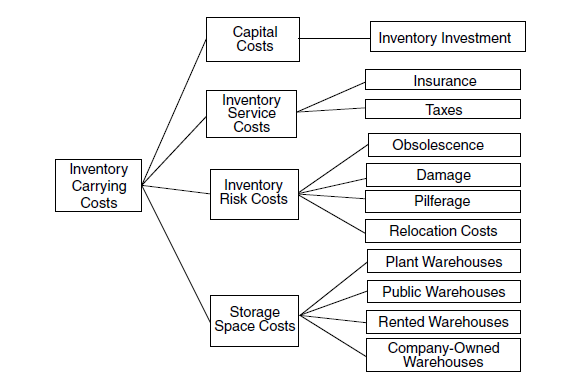 Capital
Costs
Inventory Investment
Inventory
Service
Costs
Insurance
Taxes
Inventory
Carrying
Costs
Inventory
Risk Costs
Obsolescence
Damage
Pilferage
Relocation Costs
Storage
Space Costs
Plant Warehouses
Public Warehouses
Rented Warehouses
Company-Owned
Warehouses